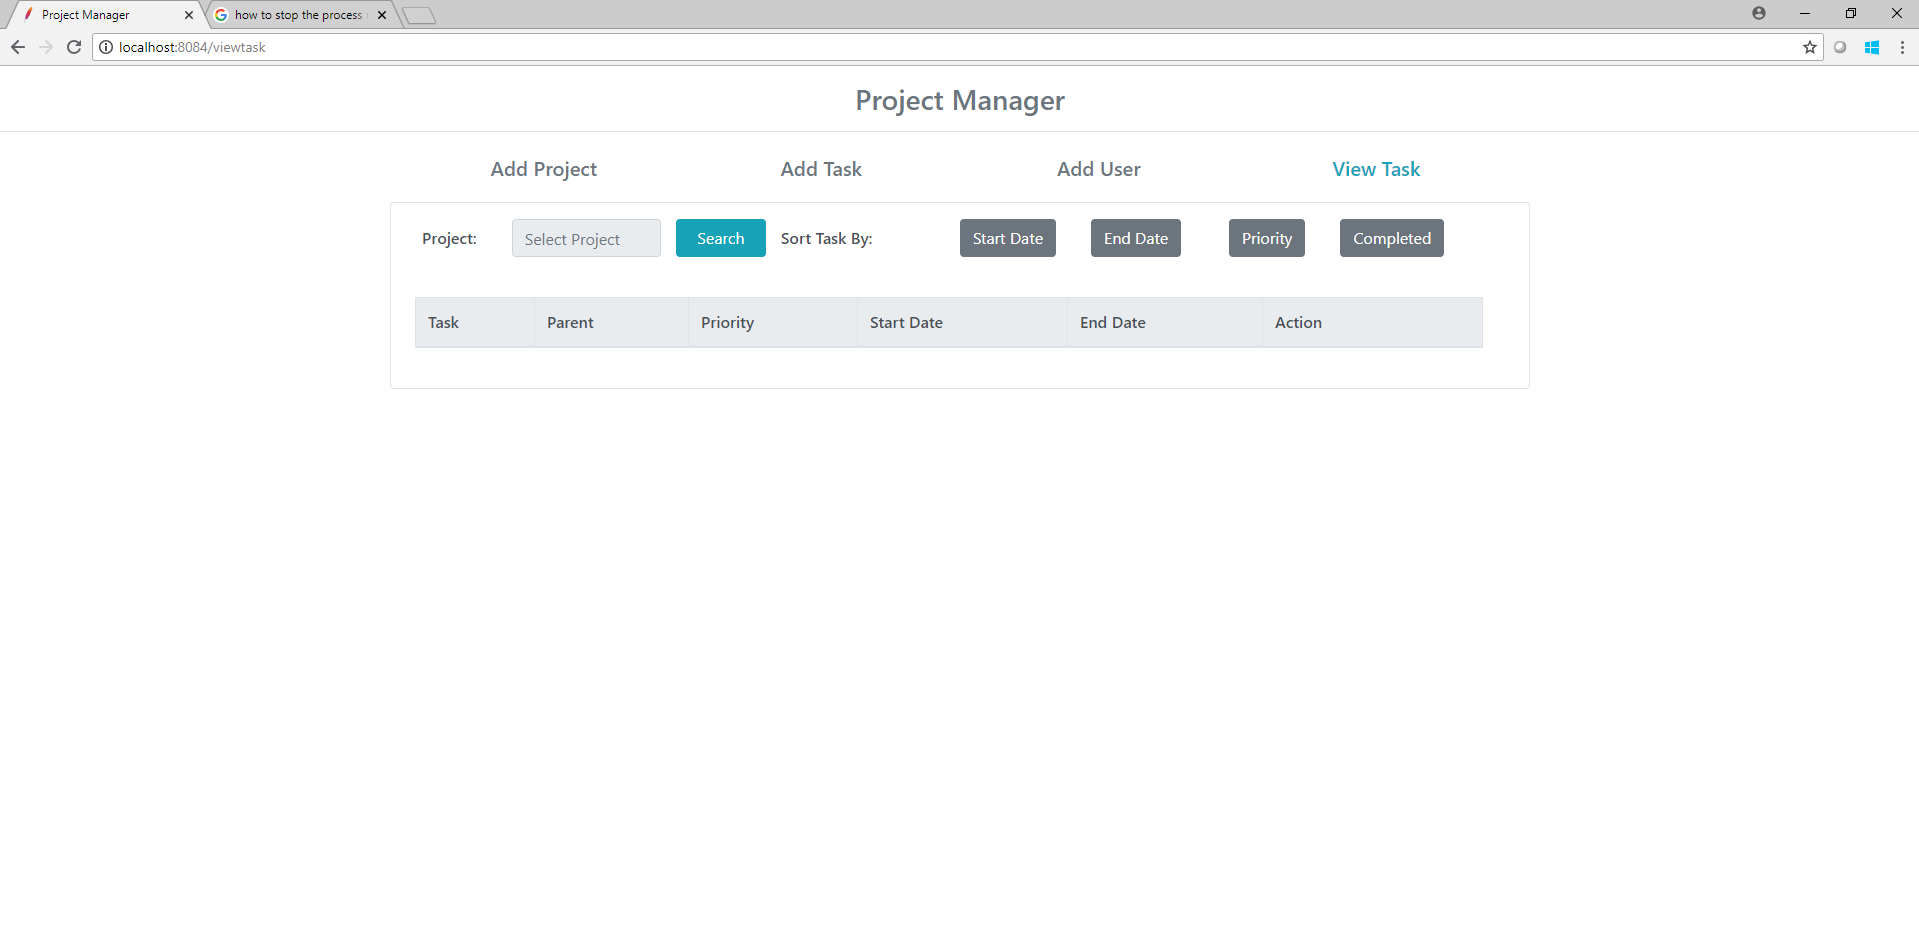 Project Manager
how to stop the process
localhost:8084/viewtask
Project Manager
Add Project Add Task Add User View Task
Project: Select Project Search Sort Task By: Start Date End Date Priority Completed
Task Parent Priority Start Date End Date Action